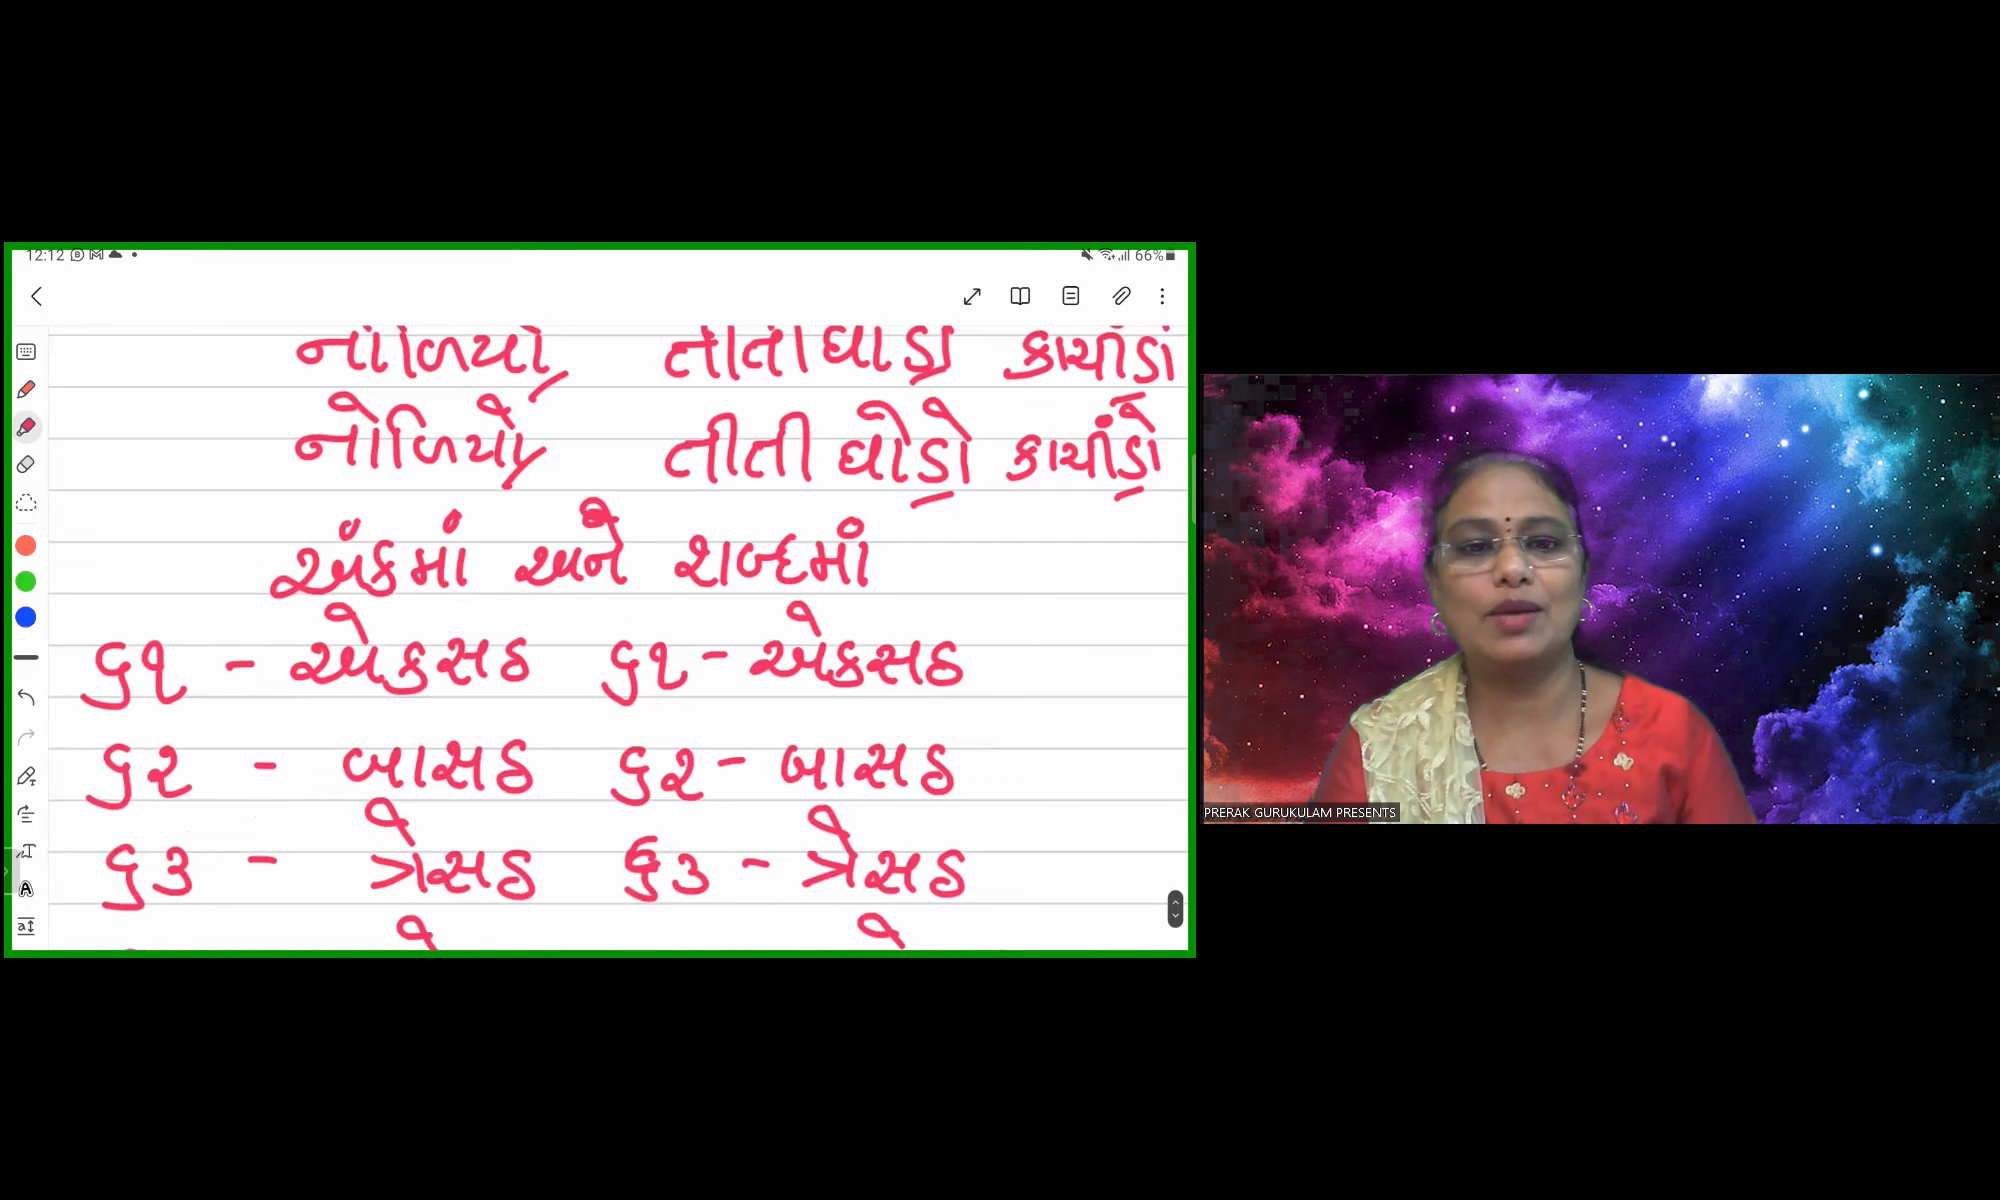 12:12 66%
નોળિયો તીતીઘોડો કાચીંડો
નોળિયો તીતીઘોડો કાચીંડો
અંકમાં અને શબ્દમાં
૬૧ - એકસઠ ૬૧ - એકસઠ
૬૨ - બાસઠ ૬૨ - બાસઠ
૬૩ - ત્રેસઠ ૬૩ - ત્રેસઠ
PRERAK GURUKULAM PRESENTS